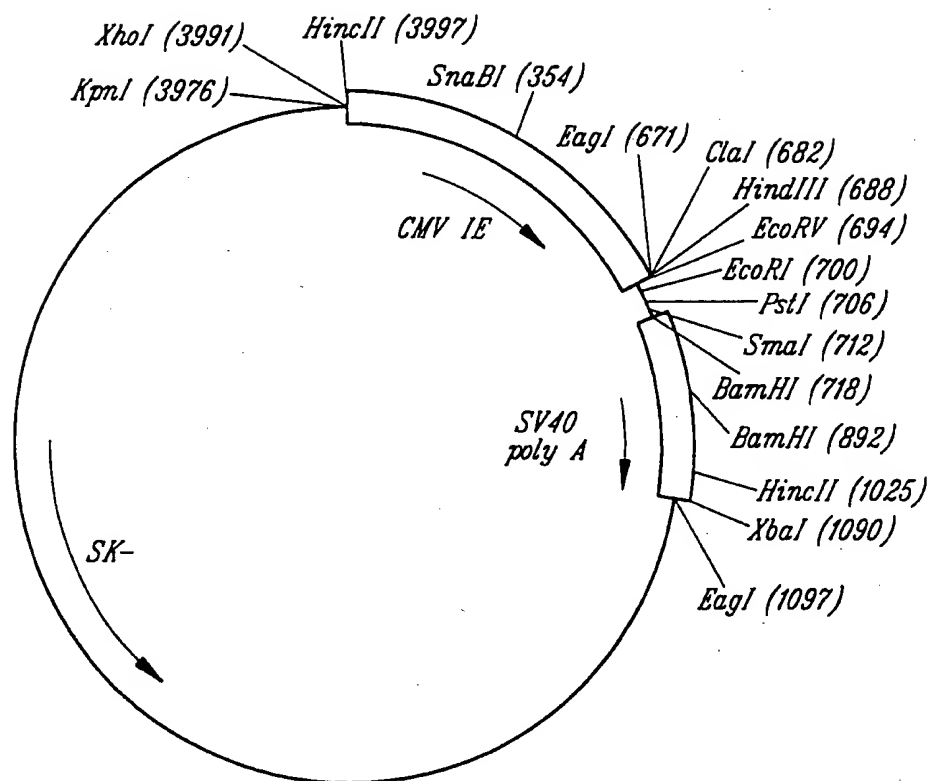 XhoI (3991)
HincII (3997)
KpnI (3976)
SnaBI (354)
EagI (671)
ClaI (682)
HindIII (688)
EcoRV (694)
EcoRI (700)
PstI (706)
SmaI (712)
BamHI (718)
BamHI (892)
HincII (1025)
XbaI (1090)
EagI (1097)
CMV IE
SV40
poly A
SK-